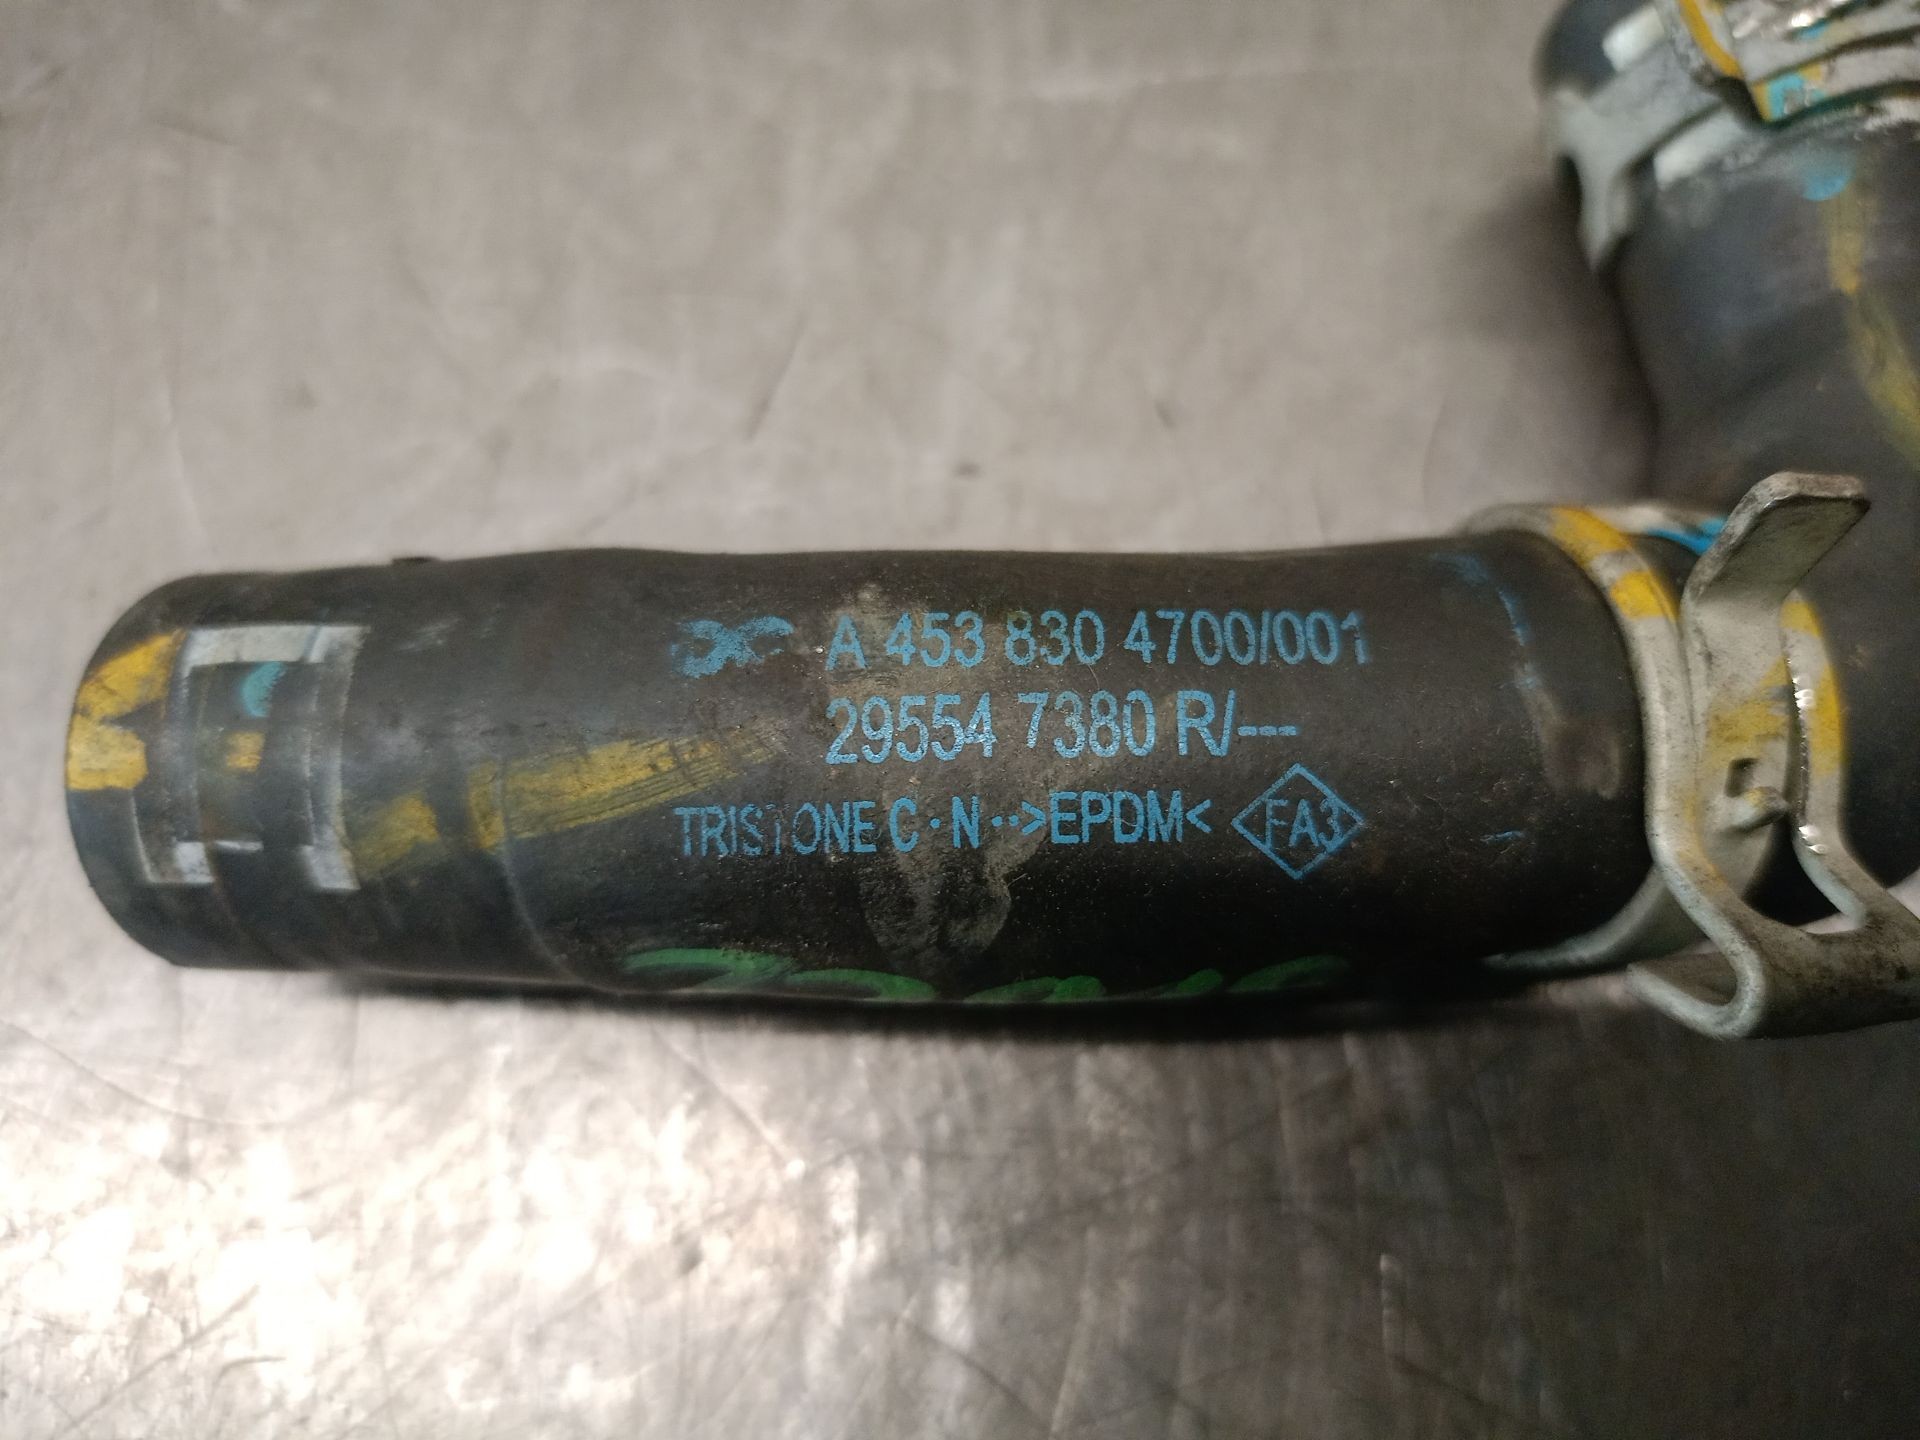 A 453 830 4700/001
29554 7380 R/---
TRISTONE C·N··>EPDM< FA3